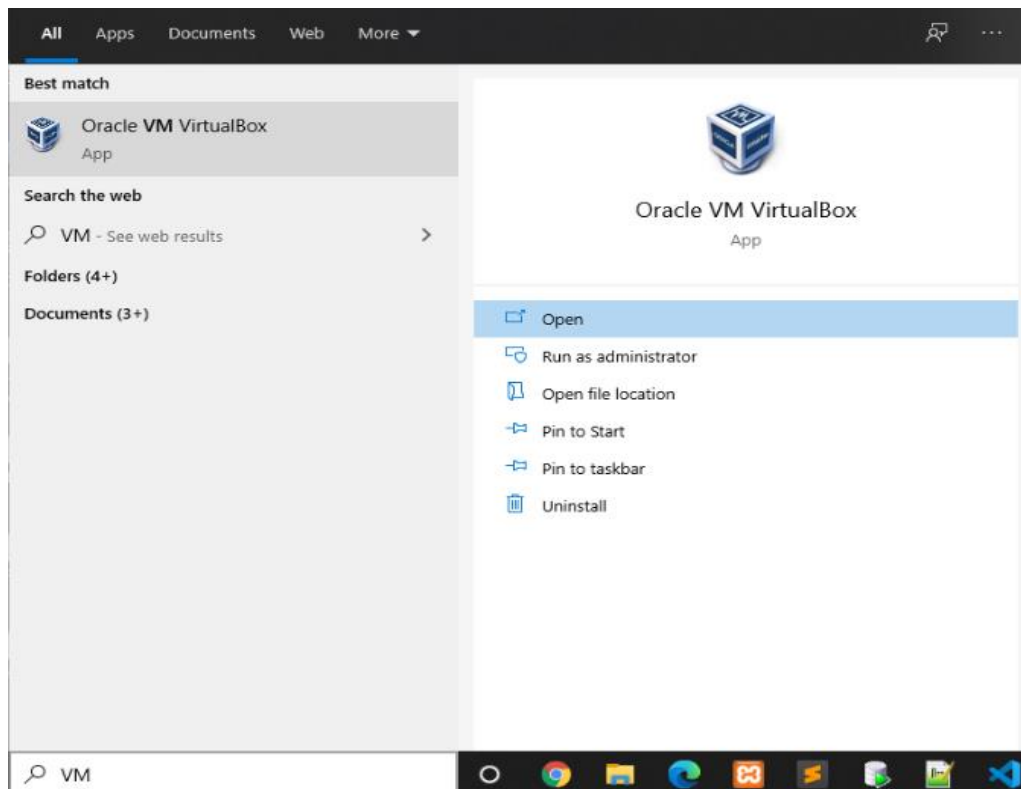 All Apps Documents Web More
Best match
Oracle VM VirtualBox
App
Search the web
VM - See web results
Folders (4+)
Documents (3+)
Oracle VM VirtualBox
App
Open
Run as administrator
Open file location
Pin to Start
Pin to taskbar
Uninstall
VM